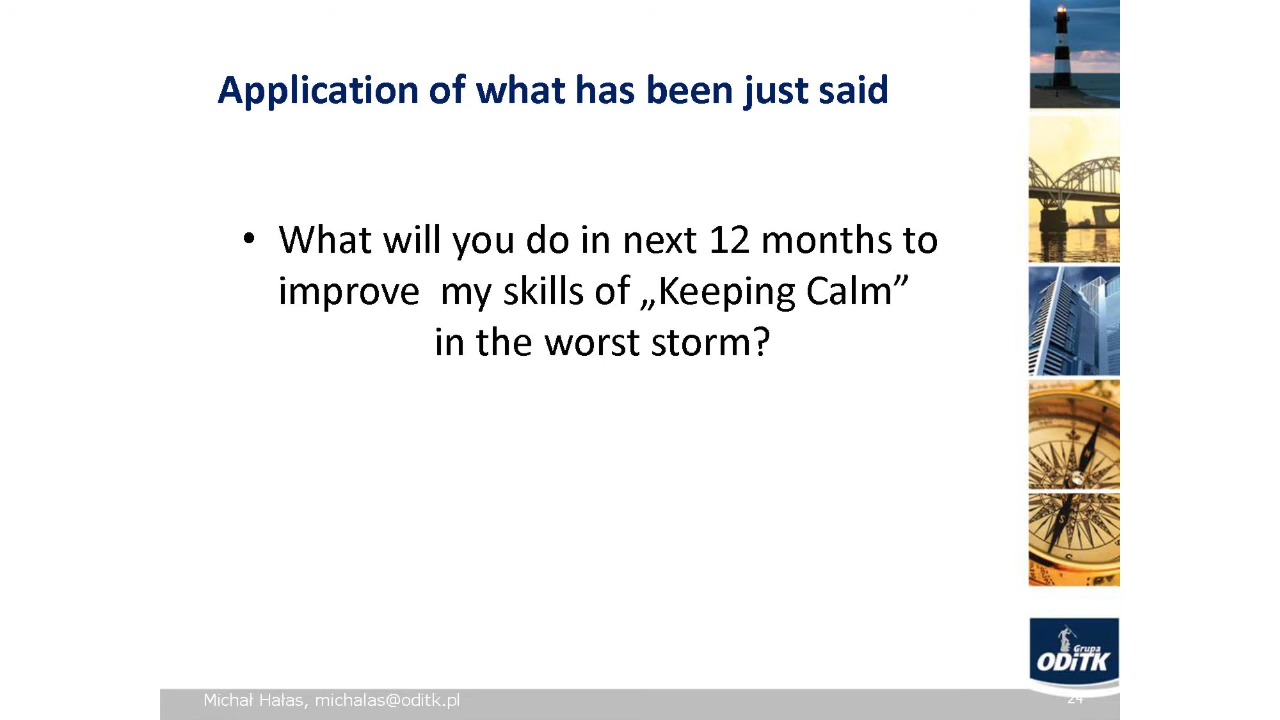 Application of what has been just said
• What will you do in next 12 months to
improve  my skills of „Keeping Calm”
in the worst storm?
Grupa
ODiTK
Michał Hałas, michalas@oditk.pl
24